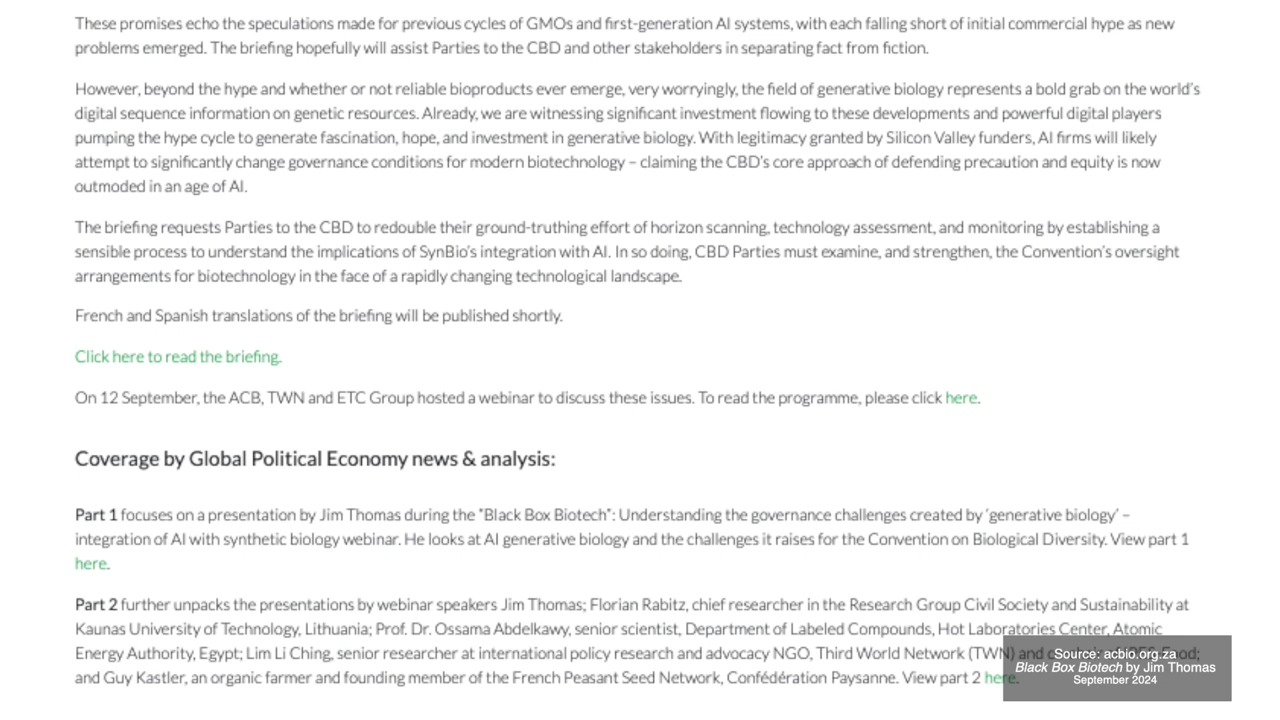 These promises echo the speculations made for previous cycles of GMOs and first-generation AI systems, with each falling short of initial commercial hype as new
problems emerged. The briefing hopefully will assist Parties to the CBD and other stakeholders in separating fact from fiction.
However, beyond the hype and whether or not reliable bioproducts ever emerge, very worryingly, the field of generative biology represents a bold grab on the world's
digital sequence information on genetic resources. Already, we are witnessing significant investment flowing to these developments and powerful digital players
pumping the hype cycle to generate fascination, hope, and investment in generative biology. With legitimacy granted by Silicon Valley funders, AI firms will likely
attempt to significantly change governance conditions for modern biotechnology – claiming the CBD's core approach of defending precaution and equity is now
outmoded in an age of AI.
The briefing requests Parties to the CBD to redouble their ground-truthing effort of horizon scanning, technology assessment, and monitoring by establishing a
sensible process to understand the implications of SynBio's integration with AI. In so doing, CBD Parties must examine, and strengthen, the Convention's oversight
arrangements for biotechnology in the face of a rapidly changing technological landscape.
French and Spanish translations of the briefing will be published shortly.
Click here to read the briefing.
On 12 September, the ACB, TWN and ETC Group hosted a webinar to discuss these issues. To read the programme, please click here.
Coverage by Global Political Economy news & analysis:
Part 1 focuses on a presentation by Jim Thomas during the "Black Box Biotech": Understanding the governance challenges created by 'generative biology' –
integration of AI with synthetic biology webinar. He looks at AI generative biology and the challenges it raises for the Convention on Biological Diversity. View part 1
here.
Part 2 further unpacks the presentations by webinar speakers Jim Thomas; Florian Rabitz, chief researcher in the Research Group Civil Society and Sustainability at
Kaunas University of Technology, Lithuania; Prof. Dr. Ossama Abdelkawy, senior scientist, Department of Labeled Compounds, Hot Laboratories Center, Atomic
Energy Authority, Egypt; Lim Li Ching, senior researcher at international policy research and advocacy NGO, Third World Network (TWN) and Food;
and Guy Kastler, an organic farmer and founding member of the French Peasant Seed Network, Confédération Paysanne. View part 2 here.
Source: acbio.org.za
Black Box Biotech by Jim Thomas
September 2024